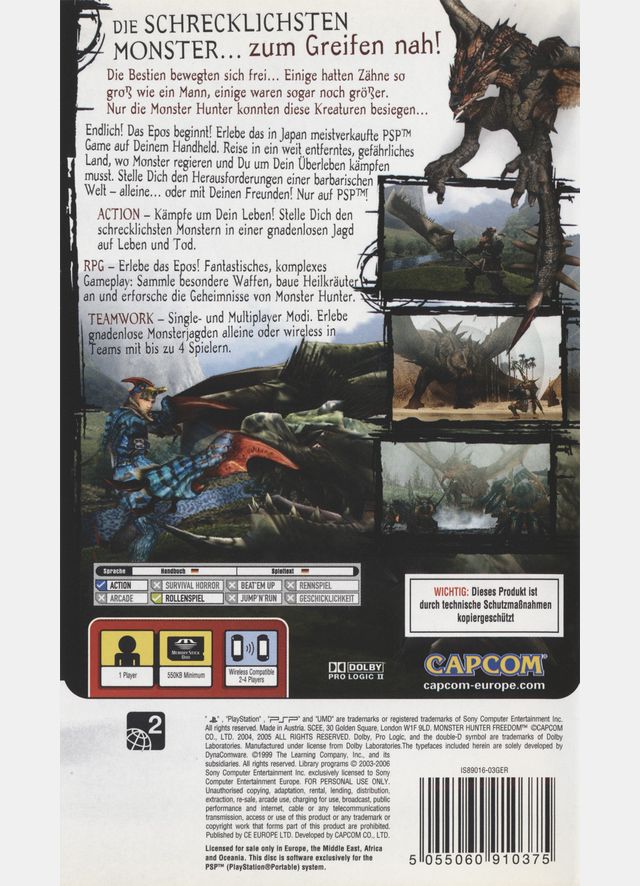 DIE SCHRECKLICHSTEN
MONSTER... zum Greifen nah!
Die Bestien bewegten sich frei... Einige hatten Zähne so
groß wie ein Mann, einige waren sogar noch größer.
Nur die Monster Hunter konnten diese Kreaturen besiegen...
Endlich! Das Epos beginnt! Erlebe das in Japan meistverkaufte PSP™
Game auf Deinem Handheld. Reise in ein weit entferntes, gefährliches
Land, wo Monster regieren und Du um Dein Überleben kämpfen
musst. Stelle Dich den Herausforderungen einer barbarischen
Welt – alleine... oder mit Deinen Freunden! Nur auf PSP™!
ACTION – Kämpfe um Dein Leben! Stelle Dich den
schrecklichsten Monstern in einer gnadenlosen Jagd
auf Leben und Tod.
RPG – Erlebe das Epos! Fantastisches, komplexes
Gameplay: Sammle besondere Waffen, baue Heilkräuter
an und erforsche die Geheimnisse von Monster Hunter.
TEAMWORK – Single- und Multiplayer Modi. Erlebe
gnadenlose Monsterjagden alleine oder wireless in
Teams mit bis zu 4 Spielern.
Sprache Handbuch Spieltext
ACTION SURVIVAL HORROR BEAT'EM UP RENNSPIEL
ARCADE ROLLENSPIEL JUMP'N'RUN GESCHICKLICHKEIT
WICHTIG: Dieses Produkt ist
durch technische Schutzmaßnahmen
kopiergeschützt
MEMORY STICK
DUO
1 Player
550KB Minimum
Wireless Compatible
2-4 Players
DOLBY
PRO LOGIC II
CAPCOM
capcom-europe.com
2
" ", "PlayStation", "PSP" and "UMD" are trademarks or registered trademarks of Sony Computer Entertainment Inc.
All rights reserved. Made in Austria. SCEE, 30 Golden Square, London W1F 9LD. MONSTER HUNTER FREEDOM™ ©CAPCOM
CO., LTD. 2004, 2005 ALL RIGHTS RESERVED. Dolby, Pro Logic, and the double-D symbol are trademarks of Dolby
Laboratories. Manufactured under license from Dolby Laboratories.The typefaces included herein are solely developed by
DynaComware. ©1999 The Learning Company, Inc., and its
subsidiaries. All rights reserved. Library programs © 2003-2006
Sony Computer Entertainment Inc. exclusively licensed to Sony
Computer Entertainment Europe. FOR PERSONAL USE ONLY.
Unauthorised copying, adaptation, rental, lending, distribution,
extraction, re-sale, arcade use, charging for use, broadcast, public
performance and internet, cable or any telecommunications
transmission, access or use of this product or any trademark or
copyright work that forms part of this product are prohibited.
Published by CE EUROPE LTD. Developed by CAPCOM CO., LTD.
Licensed for sale only in Europe, the Middle East, Africa
and Oceania. This disc is software exclusively for the
PSP™ (PlayStation®Portable) system.
IS89016-03GER
5 055060 910375